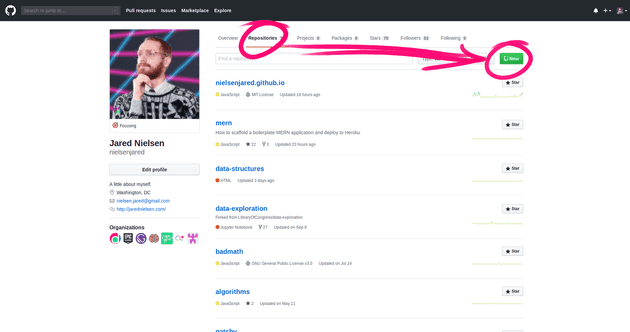 Search or jump to...
Pull requests Issues Marketplace Explore
Overview Repositories Projects 0 Packages 0 Stars 70 Followers 53 Following 9
Find a repository...
Type:
New
nielsenjared.github.io
Star
JavaScript MIT License Updated 16 hours ago
mern
Star
How to scaffold a boilerplate MERN application and deploy to Heroku
JavaScript 22 3 Updated 23 hours ago
data-structures
Star
HTML Updated 3 days ago
data-exploration
Star
Forked from LibraryOfCongress/data-exploration
Jupyter Notebook 27 Updated on Sep 8
badmath
Star
JavaScript GNU General Public License v3.0 Updated on Jul 14
algorithms
Star
JavaScript 2 Updated on May 21
gatsby
Focusing
Jared Nielsen
nielsenjared
Edit profile
A little about myself.
Washington, DC
nielsen.jared@gmail.com
http://jarednielsen.com/
Organizations